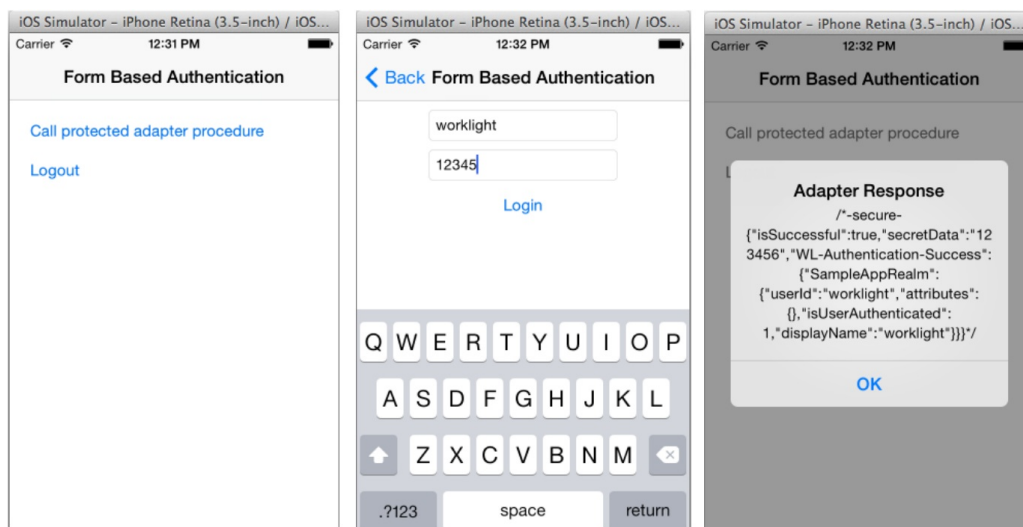 iOS Simulator – iPhone Retina (3.5-inch) / iOS...
Carrier 12:31 PM
Form Based Authentication
Call protected adapter procedure
Logout
iOS Simulator – iPhone Retina (3.5-inch) / iOS...
Carrier 12:32 PM
Back Form Based Authentication
worklight
12345
Login
Q W E R T Y U I O P
A S D F G H J K L
Z X C V B N M
.?123 space return
iOS Simulator – iPhone Retina (3.5-inch) / iOS...
Carrier 12:32 PM
Form Based Authentication
Call protected adapter procedure
L
Adapter Response
/*-secure-
{"isSuccessful":true,"secretData":"12
3456","WL-Authentication-Success":
{"SampleAppRealm":
{"userId":"worklight","attributes":
{},"isUserAuthenticated":
1,"displayName":"worklight"}}}*/
OK